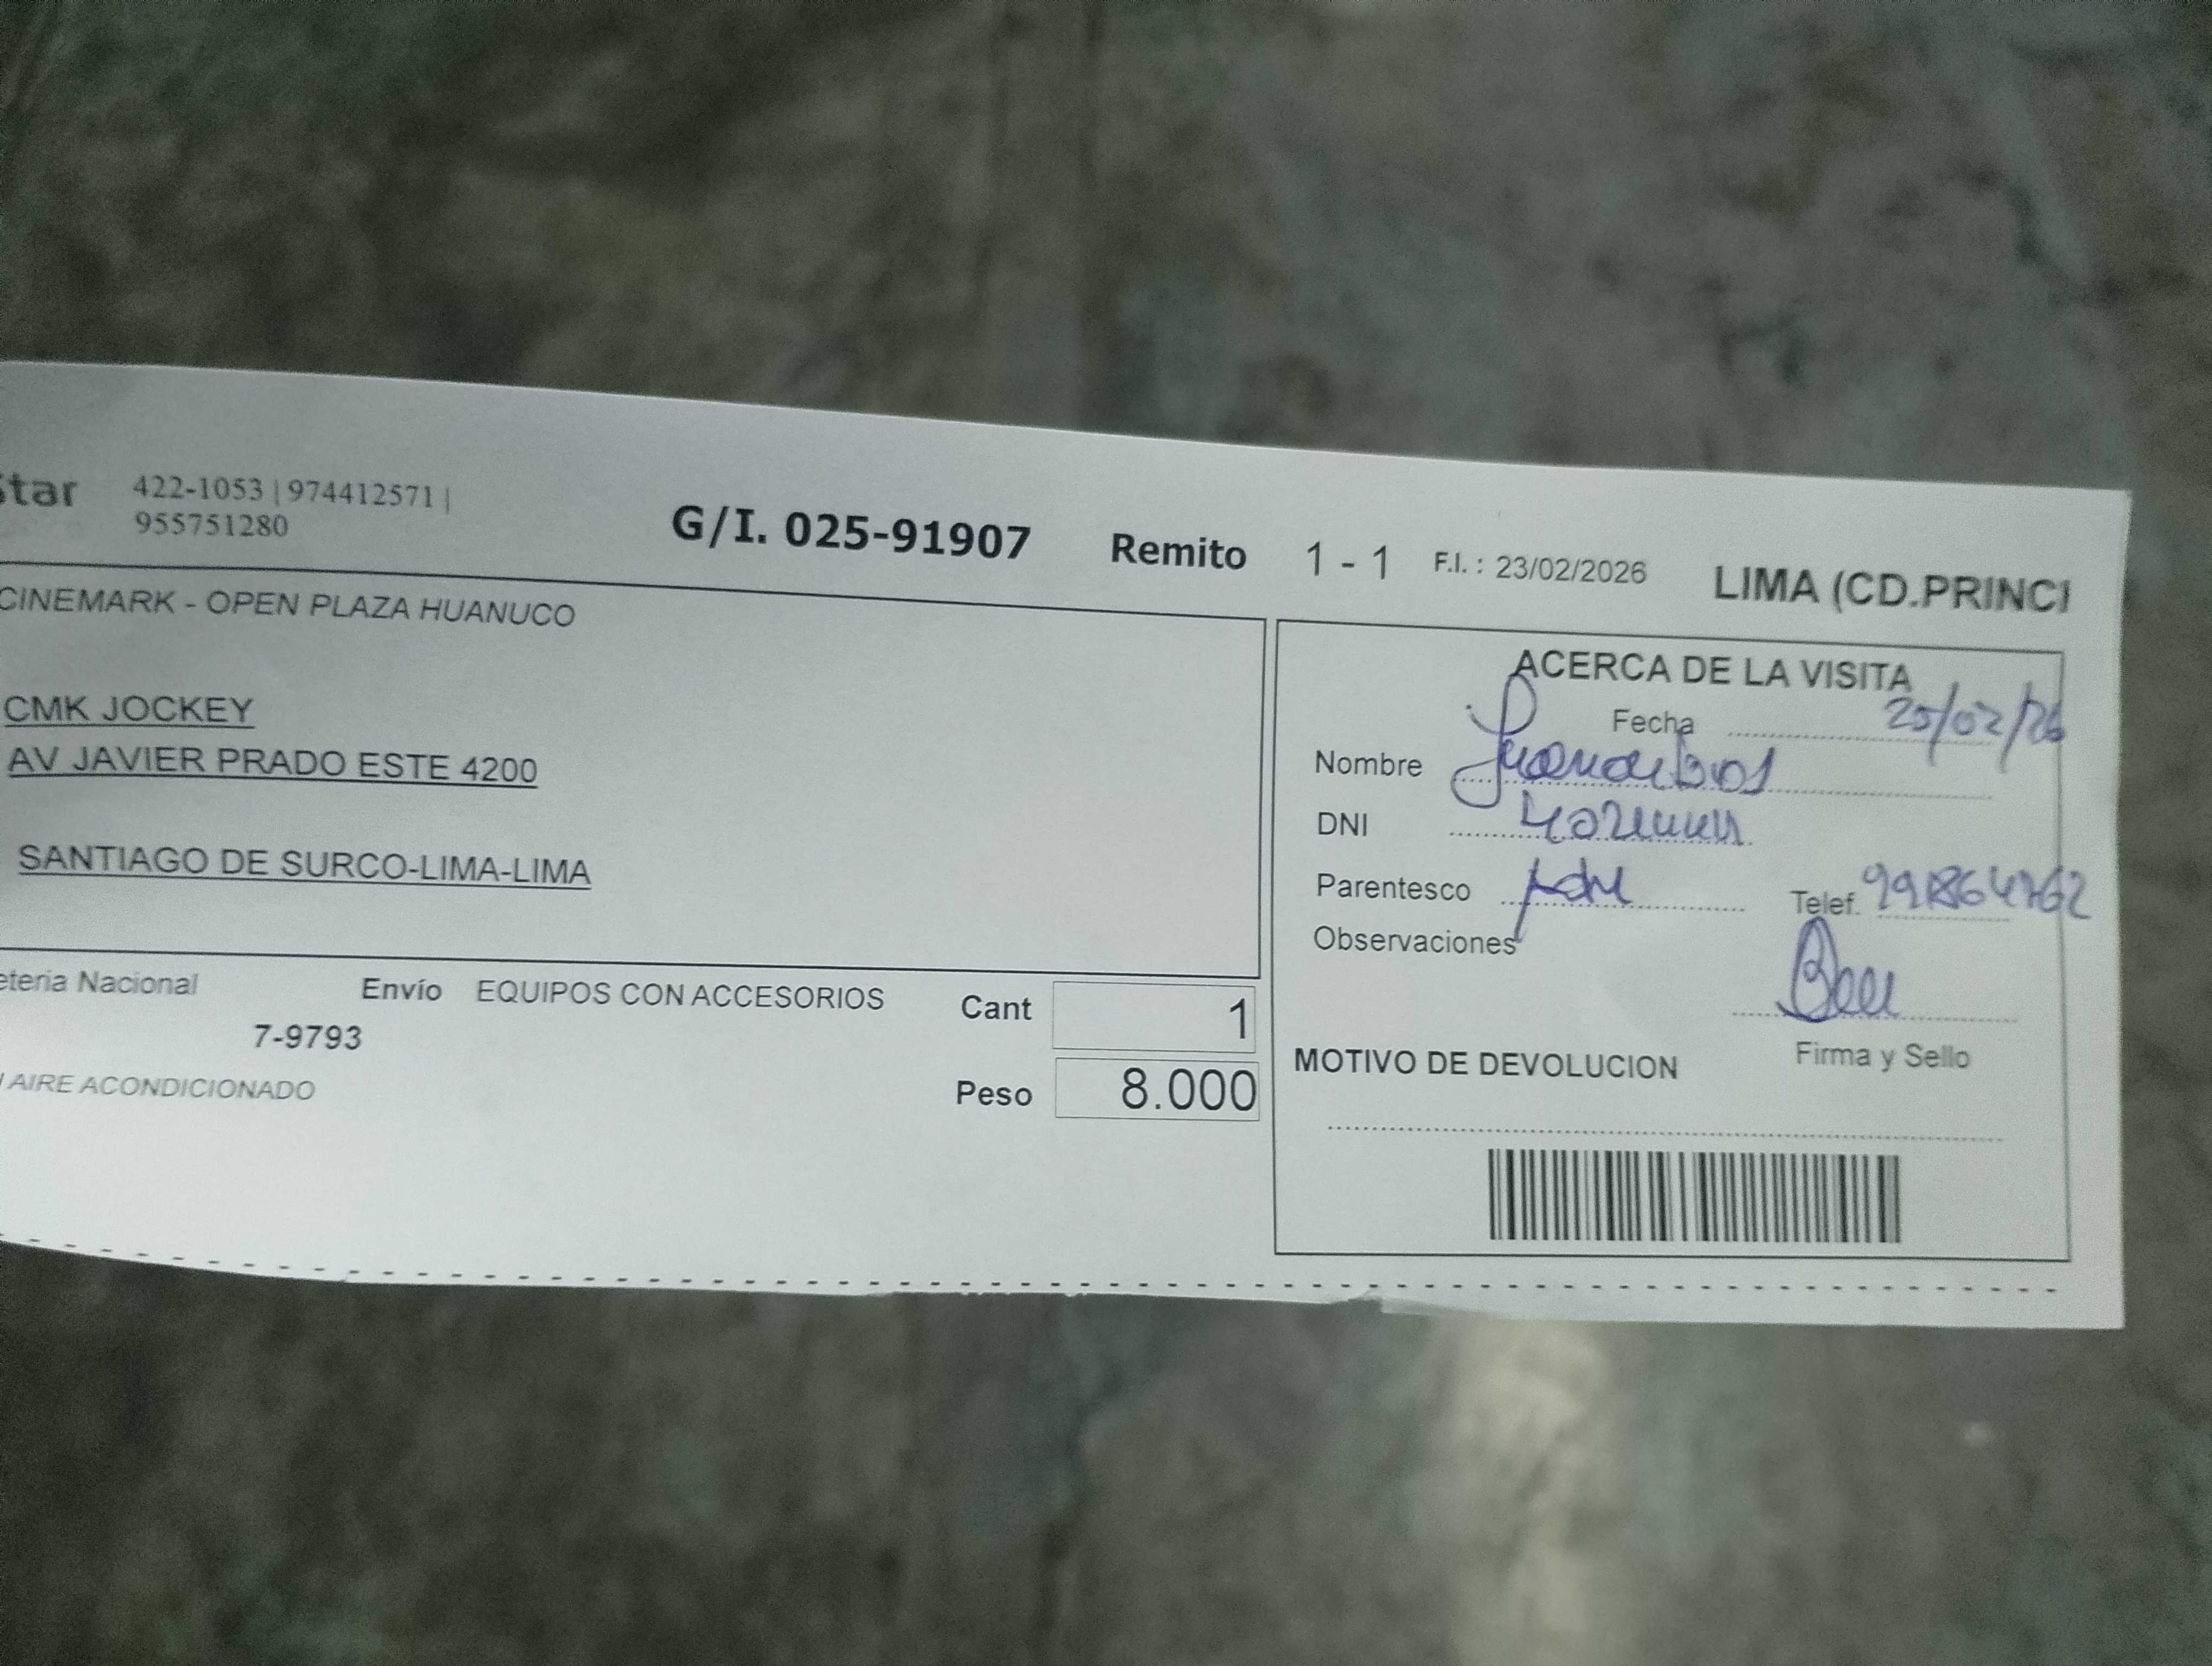 Star 422-1053 | 974412571 |
955751280
G/I. 025-91907 Remito 1 - 1 F.I. : 23/02/2026 LIMA (CD.PRINCI
CINEMARK - OPEN PLAZA HUANUCO
CMK JOCKEY
AV JAVIER PRADO ESTE 4200
SANTIAGO DE SURCO-LIMA-LIMA
etería Nacional Envío EQUIPOS CON ACCESORIOS Cant 1
7-9793
AIRE ACONDICIONADO Peso 8.000
ACERCA DE LA VISITA
Fecha 25/02/26
Nombre
DNI
Parentesco Telef.
Observaciones
Firma y Sello
MOTIVO DE DEVOLUCION